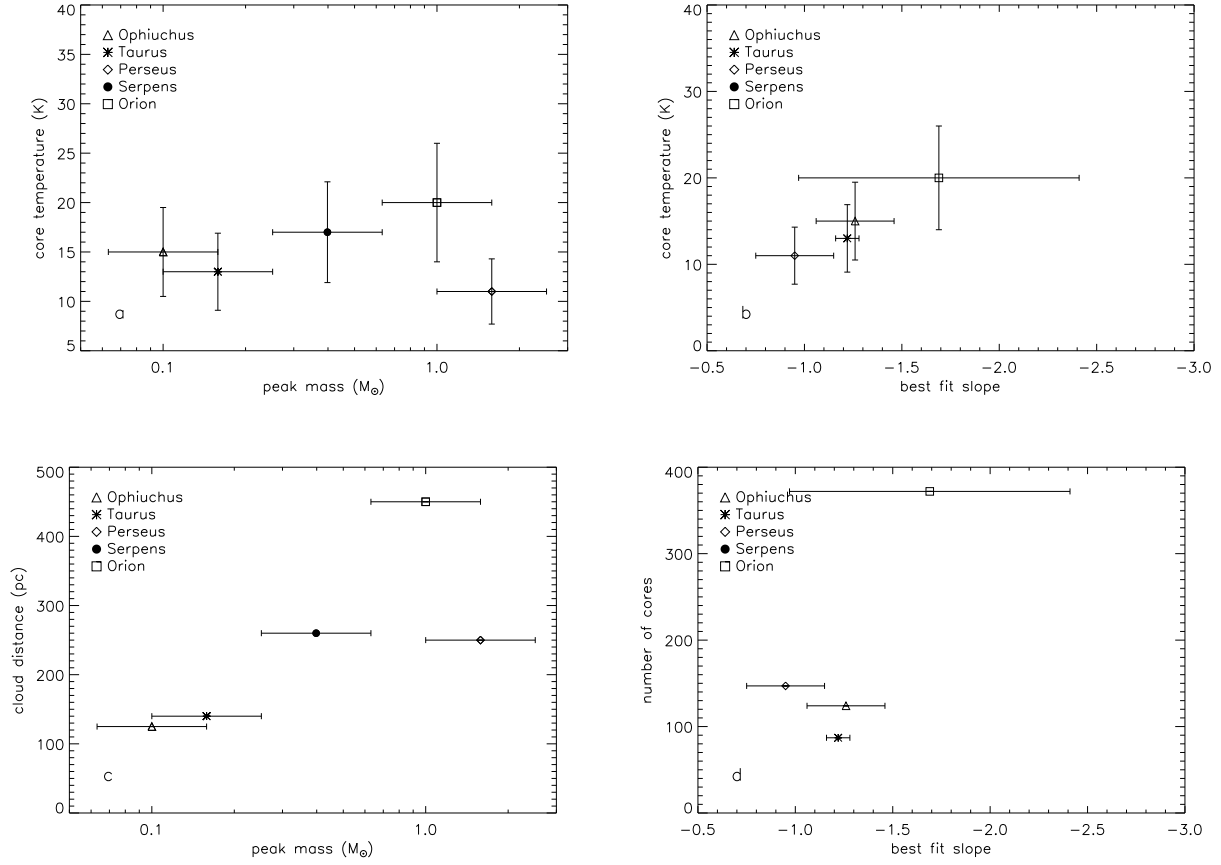 40
35
30
25
20
15
10
5
core temperature (K)
△ Ophiuchus
Taurus
Perseus
Serpens
Orion
a
0.1 1.0
peak mass (M⊙)
40
30
20
10
0
core temperature (K)
Ophiuchus
Taurus
Perseus
Serpens
Orion
b
−0.5 −1.0 −1.5 −2.0 −2.5 −3.0
best fit slope
500
400
300
200
100
0
cloud distance (pc)
Ophiuchus
Taurus
Perseus
Serpens
Orion
c
0.1 1.0
peak mass (M⊙)
400
300
200
100
0
number of cores
Ophiuchus
Taurus
Perseus
Serpens
Orion
d
−0.5 −1.0 −1.5 −2.0 −2.5 −3.0
best fit slope